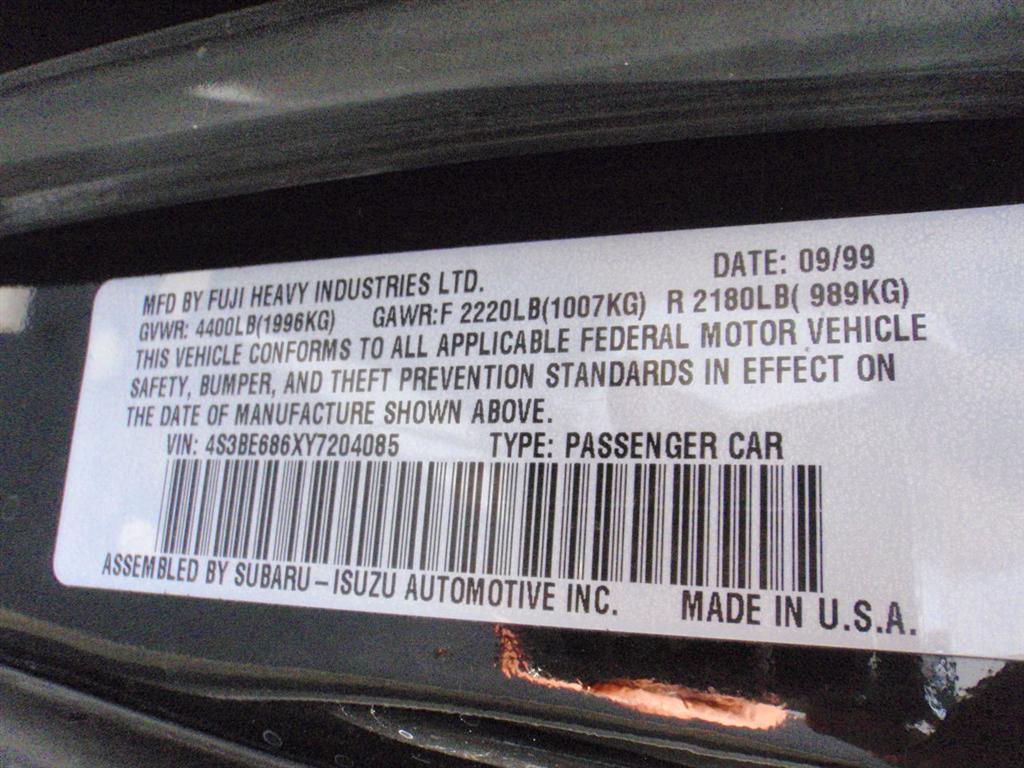 DATE: 09/99
MFD BY FUJI HEAVY INDUSTRIES LTD.
GVWR: 4400LB(1996KG) GAWR:F 2220LB(1007KG) R 2180LB( 989KG)
THIS VEHICLE CONFORMS TO ALL APPLICABLE FEDERAL MOTOR VEHICLE
SAFETY, BUMPER, AND THEFT PREVENTION STANDARDS IN EFFECT ON
THE DATE OF MANUFACTURE SHOWN ABOVE.
VIN: 4S3BE686XY7204085 TYPE: PASSENGER CAR
ASSEMBLED BY SUBARU-ISUZU AUTOMOTIVE INC. MADE IN U.S.A.